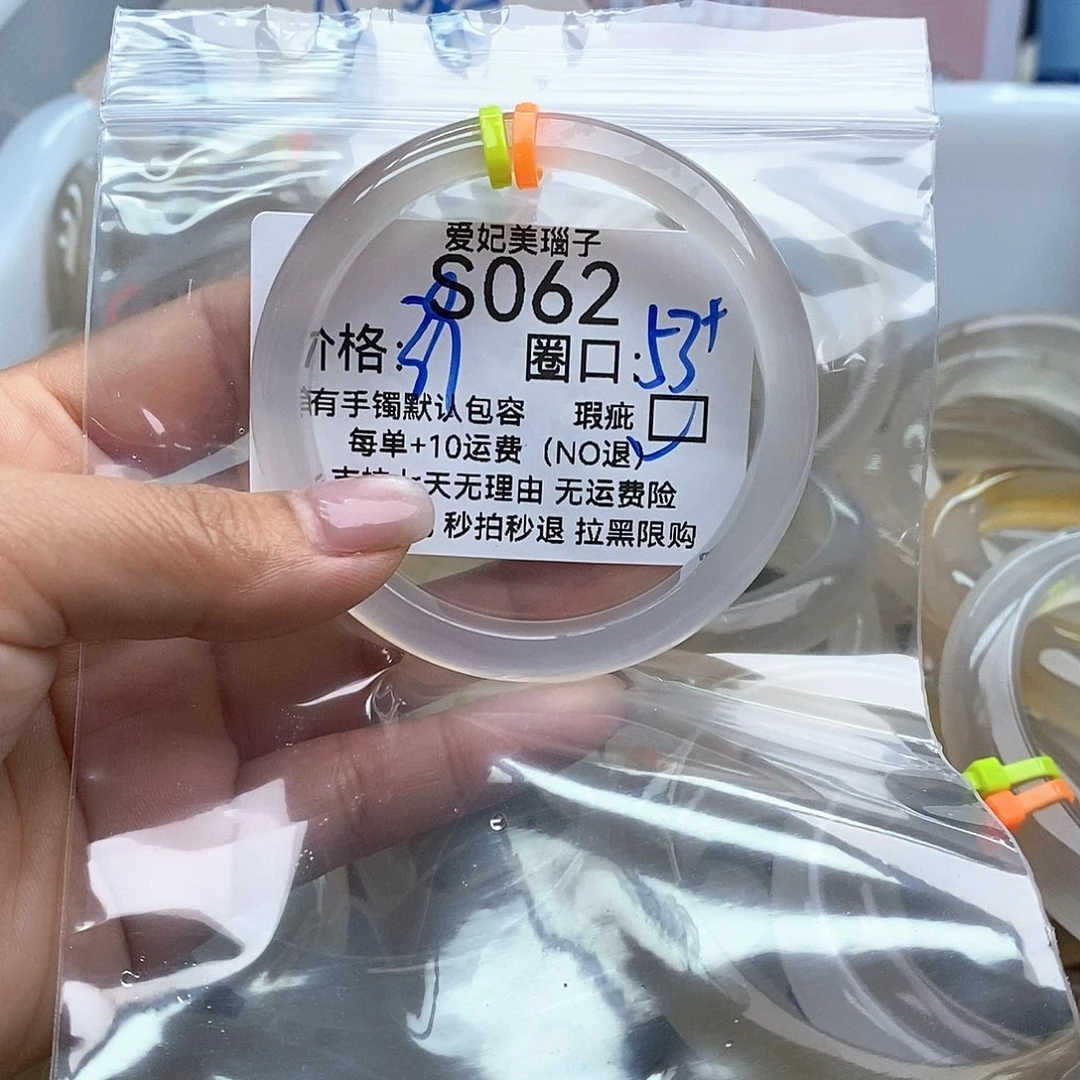 爱妃美瑙子
S062
价格: 圈口:53+
有手镯默认包容 瑕疵
每单+10运费 (NO退)
天无理由 无运费险
秒拍秒退 拉黑限购